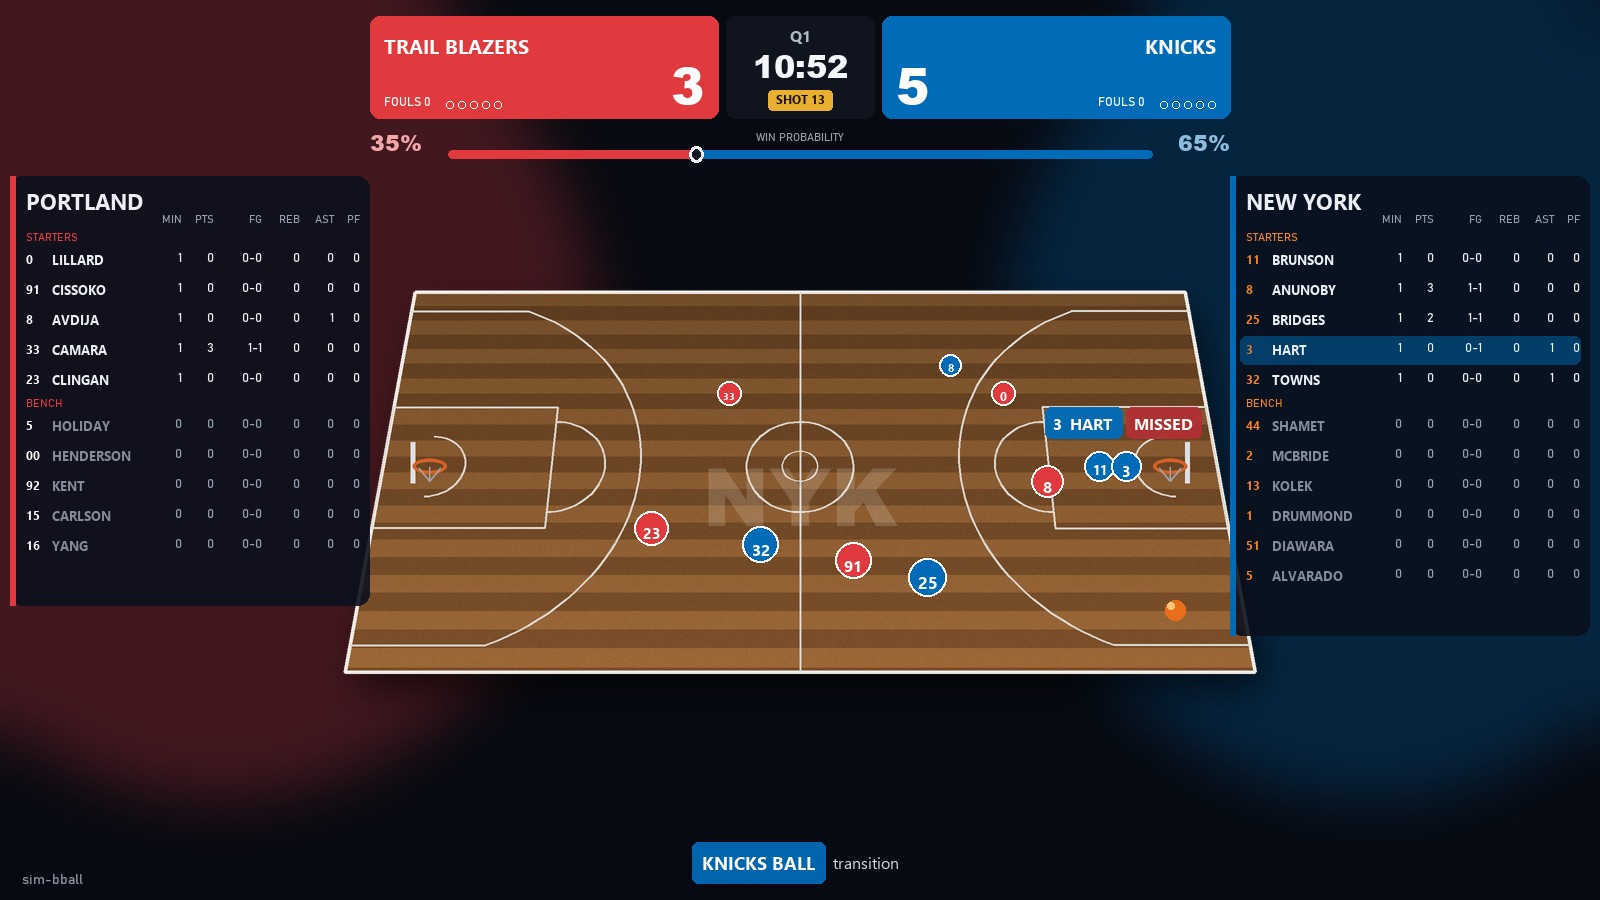 TRAIL BLAZERS
3
FOULS 0
Q1
10:52
SHOT 13
KNICKS
5
FOULS 0
35%
WIN PROBABILITY
65%
PORTLAND
MIN PTS FG REB AST PF
STARTERS
0 LILLARD 1 0 0-0 0 0 0
91 CISSOKO 1 0 0-0 0 0 0
8 AVDIJA 1 0 0-0 0 1 0
33 CAMARA 1 3 1-1 0 0 0
23 CLINGAN 1 0 0-0 0 0 0
BENCH
5 HOLIDAY 0 0 0-0 0 0 0
00 HENDERSON 0 0 0-0 0 0 0
92 KENT 0 0 0-0 0 0 0
15 CARLSON 0 0 0-0 0 0 0
16 YANG 0 0 0-0 0 0 0
NEW YORK
MIN PTS FG REB AST PF
STARTERS
11 BRUNSON 1 0 0-0 0 0 0
8 ANUNOBY 1 3 1-1 0 0 0
25 BRIDGES 1 2 1-1 0 0 0
3 HART 1 0 0-1 0 1 0
32 TOWNS 1 0 0-0 0 1 0
BENCH
44 SHAMET 0 0 0-0 0 0 0
2 MCBRIDE 0 0 0-0 0 0 0
13 KOLEK 0 0 0-0 0 0 0
1 DRUMMOND 0 0 0-0 0 0 0
51 DIAWARA 0 0 0-0 0 0 0
5 ALVARADO 0 0 0-0 0 0 0
8
33
0
3 HART MISSED
11
3
8
NYK
23
32
91
25
KNICKS BALL transition
sim-bball